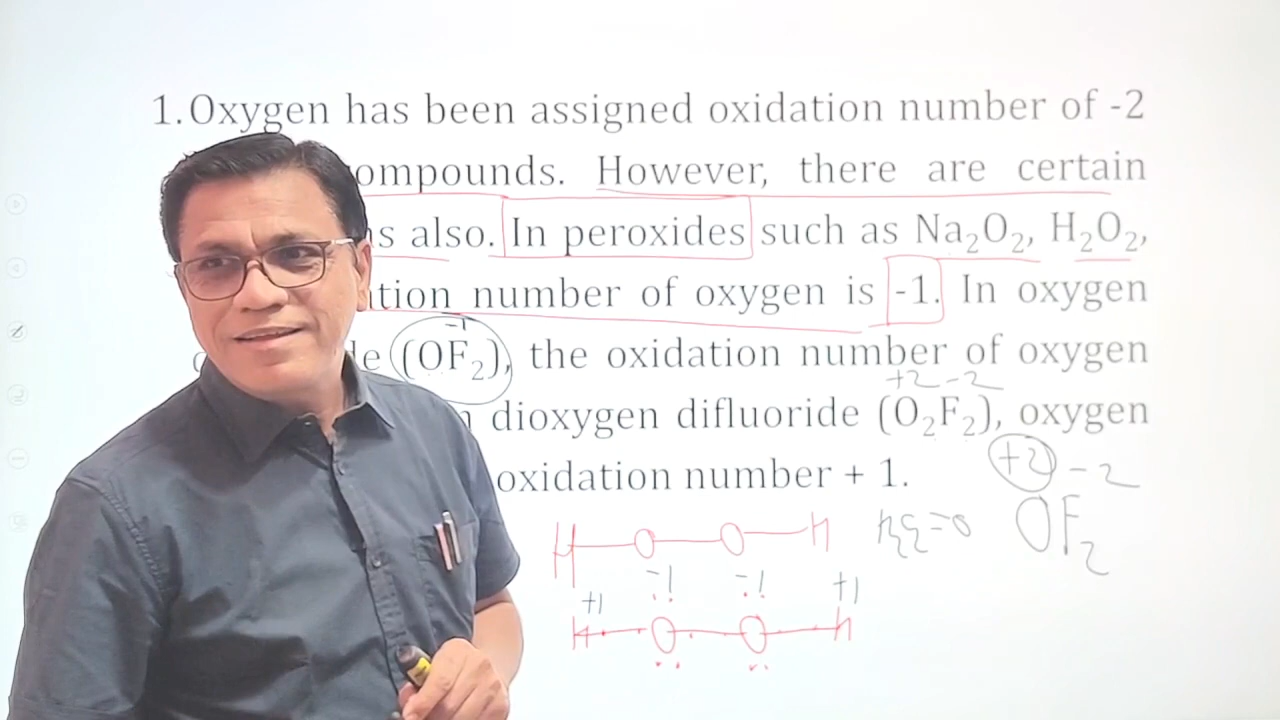 1.Oxygen has been assigned oxidation number of -2
ompounds. However, there are certain
s also. In peroxides such as Na₂O₂, H₂O₂,
tion number of oxygen is -1. In oxygen
-1
e (OF₂), the oxidation number of oxygen
+2 -2
dioxygen difluoride (O₂F₂), oxygen
oxidation number + 1.
+2 -2
OF₂
H O O H
+1 -1 -1 +1
H O O H